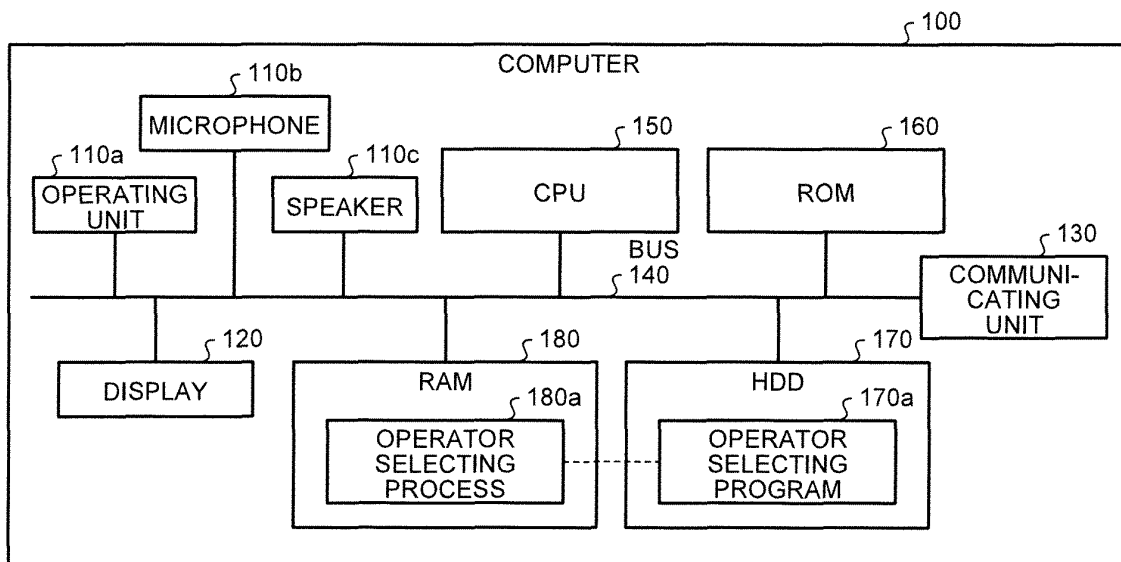 100
COMPUTER
110b
MICROPHONE
110a
OPERATING
UNIT
110c
SPEAKER
150
CPU
160
ROM
BUS
140
130
COMMUNI-
CATING
UNIT
120
DISPLAY
180
RAM
180a
OPERATOR
SELECTING
PROCESS
170
HDD
170a
OPERATOR
SELECTING
PROGRAM